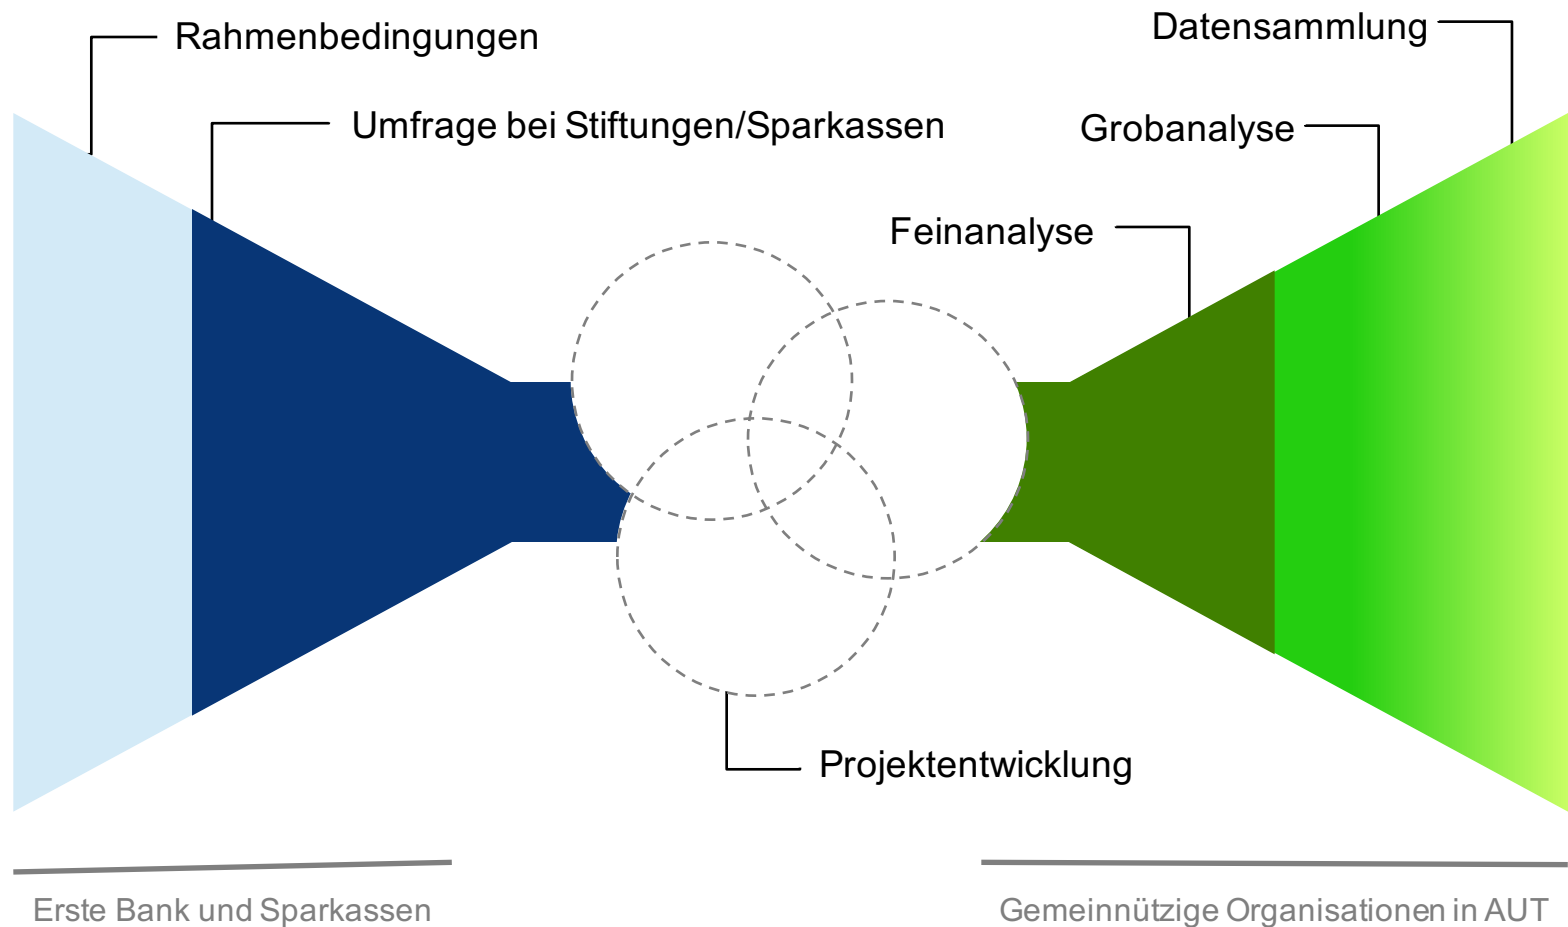 Rahmenbedingungen
Datensammlung
Umfrage bei Stiftungen/Sparkassen
Grobanalyse
Feinanalyse
Projektentwicklung
Erste Bank und Sparkassen
Gemeinnützige Organisationen in AUT